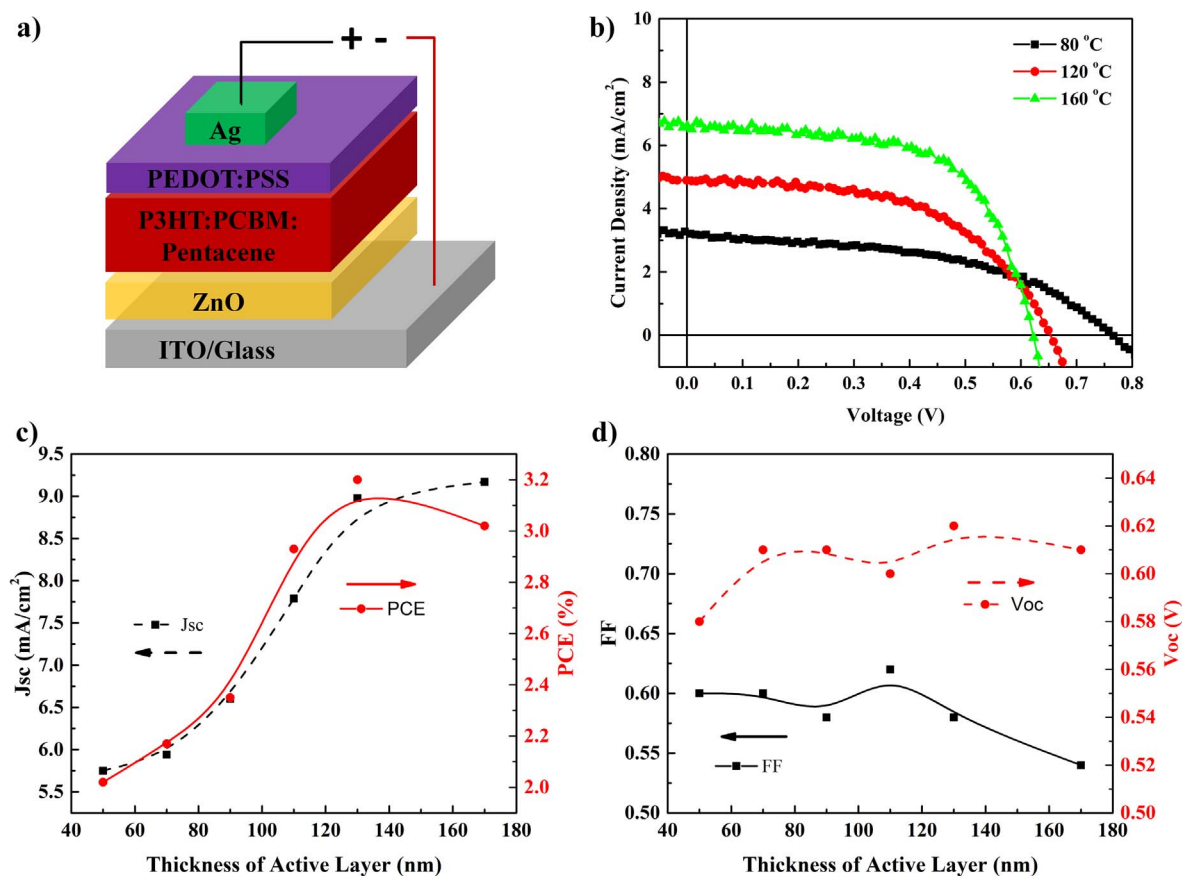 a)
+ -
Ag
PEDOT:PSS
P3HT:PCBM:
Pentacene
ZnO
ITO/Glass
b)
10
8
6
4
2
0
Current Density (mA/cm²)
80 °C
120 °C
160 °C
0.0 0.1 0.2 0.3 0.4 0.5 0.6 0.7 0.8
Voltage (V)
c)
9.5
9.0
8.5
8.0
7.5
7.0
6.5
6.0
5.5
Jsc (mA/cm²)
Jsc
PCE
3.2
3.0
2.8
2.6
2.4
2.2
2.0
PCE (%)
40 60 80 100 120 140 160 180
Thickness of Active Layer (nm)
d)
0.80
0.75
0.70
0.65
0.60
0.55
0.50
FF
Voc
FF
0.64
0.62
0.60
0.58
0.56
0.54
0.52
0.50
Voc (V)
40 60 80 100 120 140 160 180
Thickness of Active Layer (nm)